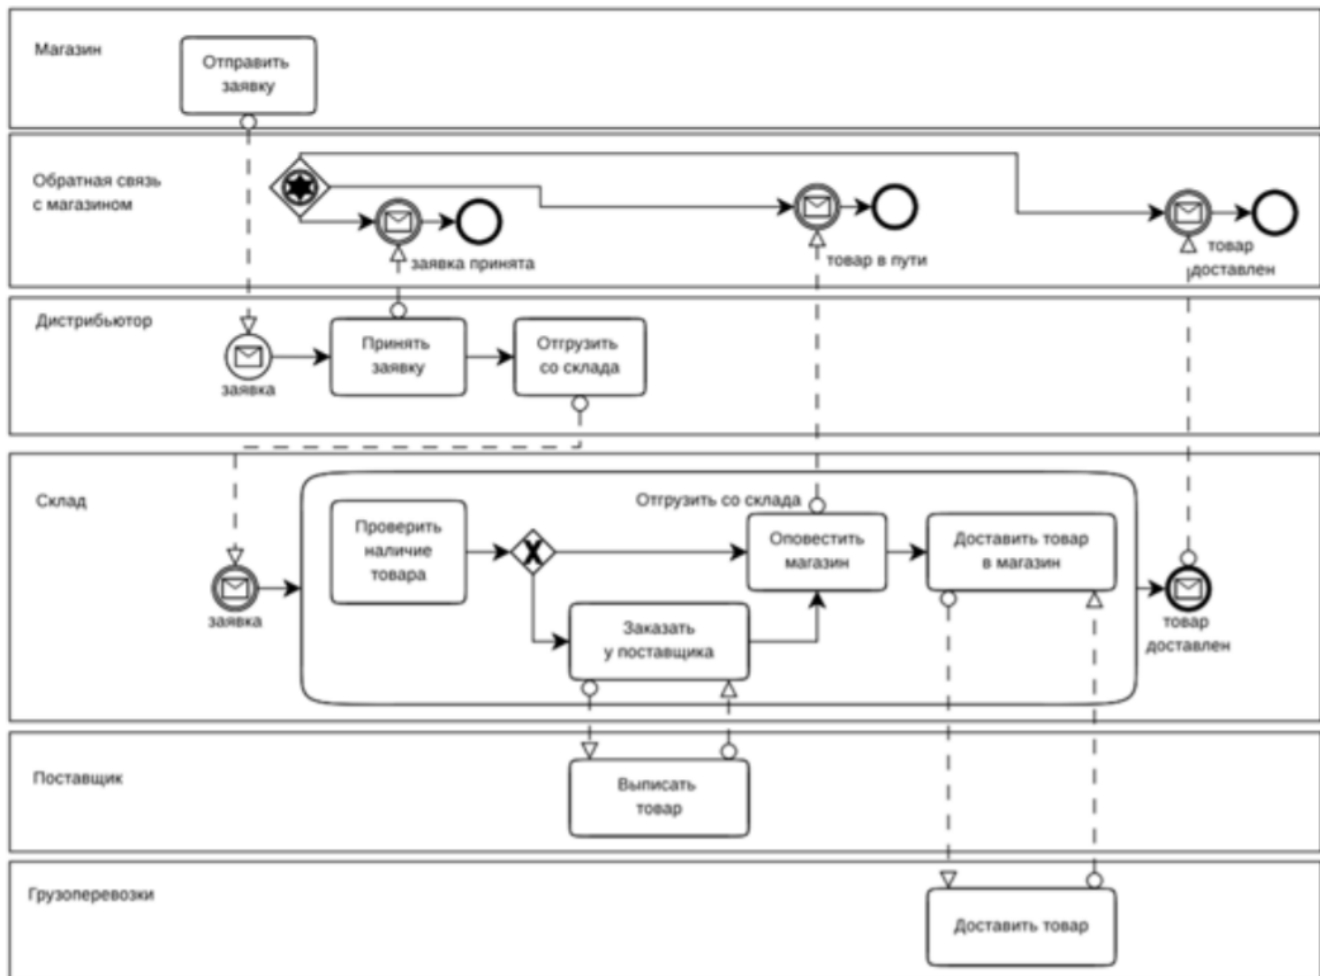 Магазин
Отправить
заявку
Обратная связь
с магазином
заявка принята
товар в пути
товар
доставлен
Дистрибьютор
заявка
Принять
заявку
Отгрузить
со склада
Склад
заявка
Отгрузить со склада
Проверить
наличие
товара
X
Заказать
у поставщика
Оповестить
магазин
Доставить товар
в магазин
товар
доставлен
Поставщик
Выписать
товар
Грузоперевозки
Доставить товар